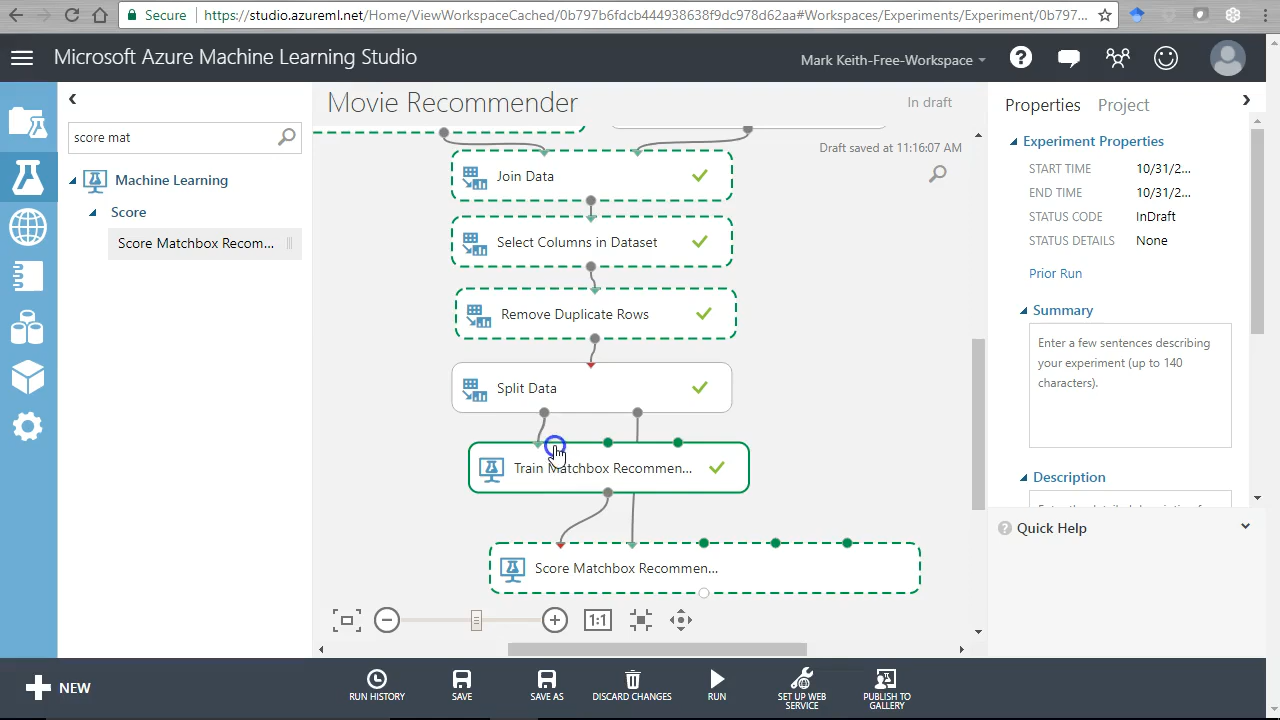 Secure
https://studio.azureml.net/Home/ViewWorkspaceCached/0b797b6fdcb444938638f9dc978d62aa#Workspaces/Experiments/Experiment/0b797...
Microsoft Azure Machine Learning Studio
Mark Keith-Free-Workspace
score mat
Machine Learning
Score
Score Matchbox Recom...
Movie Recommender
In draft
Draft saved at 11:16:07 AM
Join Data
Select Columns in Dataset
Remove Duplicate Rows
Split Data
Train Matchbox Recommen...
Score Matchbox Recommen...
1:1
Properties
Project
Experiment Properties
START TIME 10/31/2...
END TIME 10/31/2...
STATUS CODE InDraft
STATUS DETAILS None
Prior Run
Summary
Enter a few sentences describing
your experiment (up to 140
characters).
Description
Quick Help
NEW
RUN HISTORY
SAVE
SAVE AS
DISCARD CHANGES
RUN
SET UP WEB
SERVICE
PUBLISH TO
GALLERY